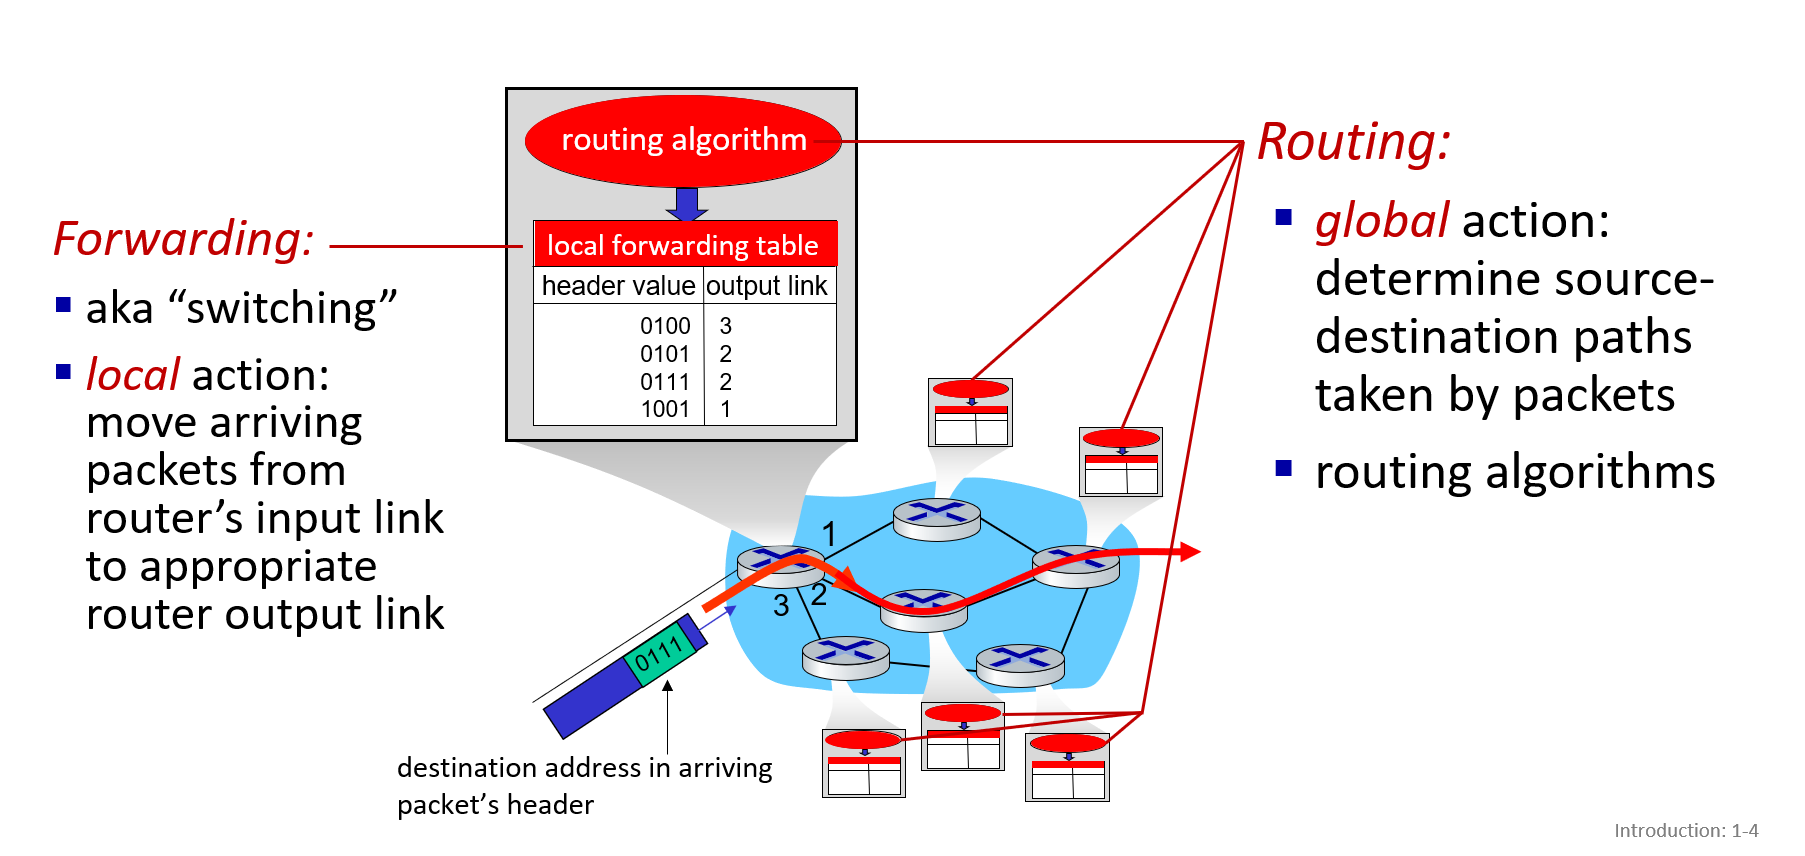 Forwarding:
aka “switching”
local action:
move arriving
packets from
router’s input link
to appropriate
router output link
routing algorithm
local forwarding table
header value output link
0100 3
0101 2
0111 2
1001 1
1
2
3
0111
destination address in arriving
packet’s header
Routing:
global action:
determine source-
destination paths
taken by packets
routing algorithms
Introduction: 1-4